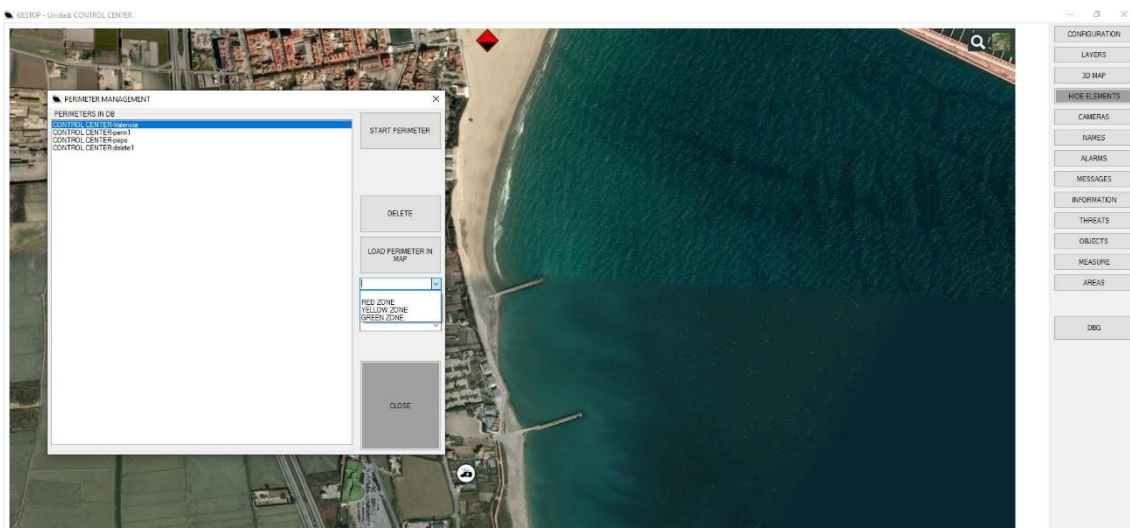 GESTOP - Unidad: CONTROL CENTER
PERIMETER MANAGEMENT
PERIMETERS IN DB
CONTROL CENTER-Valencia
CONTROL CENTER-perm1
CONTROL CENTER-pepe
CONTROL CENTER-delete1
START PERIMETER
DELETE
LOAD PERIMETER IN
MAP
RED ZONE
YELLOW ZONE
GREEN ZONE
CLOSE
CONFIGURATION
LAYERS
3D MAP
HIDE ELEMENTS
CAMERAS
NAMES
ALARMS
MESSAGES
INFORMATION
THREATS
OBJECTS
MEASURE
AREAS
DBG